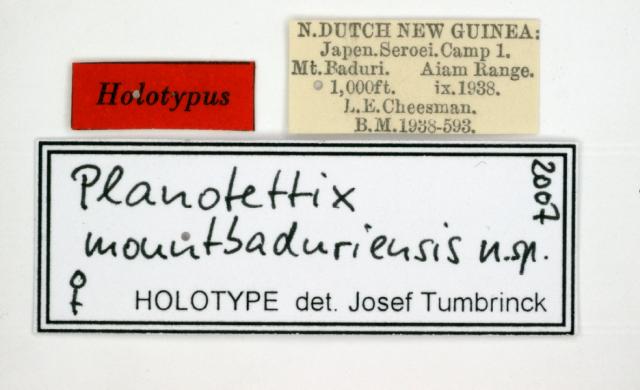 Holotypus
N.DUTCH NEW GUINEA:
Japen.Seroei.Camp 1.
Mt.Baduri. Aiam Range.
1,000ft. ix.1938.
L.E.Cheesman.
B.M.1938-593.
Planotettix
mountbaduriensis n.sp.
2007
♀ HOLOTYPE det. Josef Tumbrinck